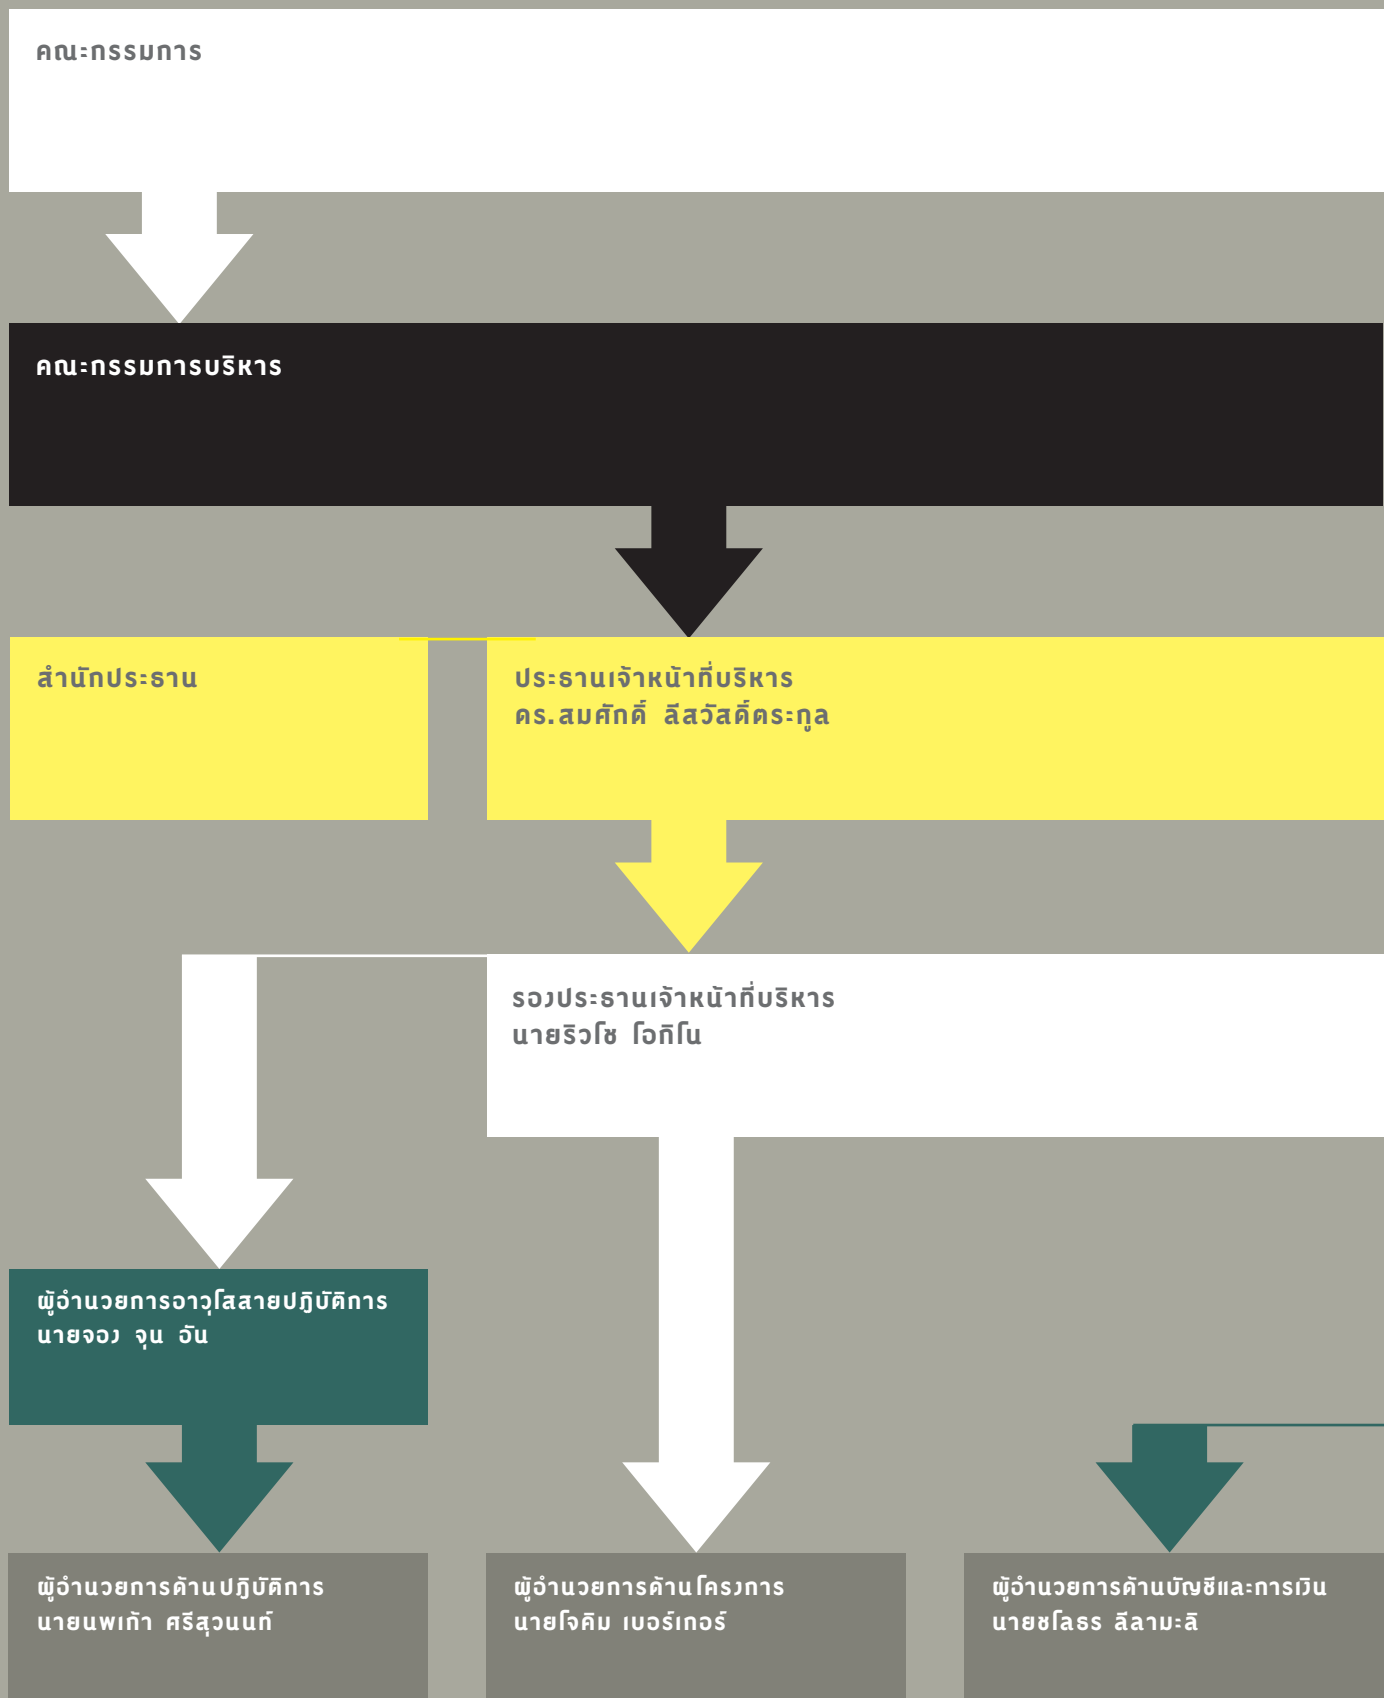 คณะกรรมการ
คณะกรรมการบริหาร
สำนักประธาน
ประธานเจ้าหน้าที่บริหาร
ดร.สมศักดิ์ ลีสวัสดิ์ตระกูล
รองประธานเจ้าหน้าที่บริหาร
นายริวโซ โอกิโน
ผู้อำนวยการอาวุโสสายปฎิบัติการ
นายจอง จุน อัน
ผู้อำนวยการด้านปฎิบัติการ
นายนพเก้า ศรีสุวนนท์
ผู้อำนวยการด้านโครงการ
นายโจคิม เบอร์เกอร์
ผู้อำนวยการด้านบัญชีและการเงิน
นายชโลธร ลีลามะลิ